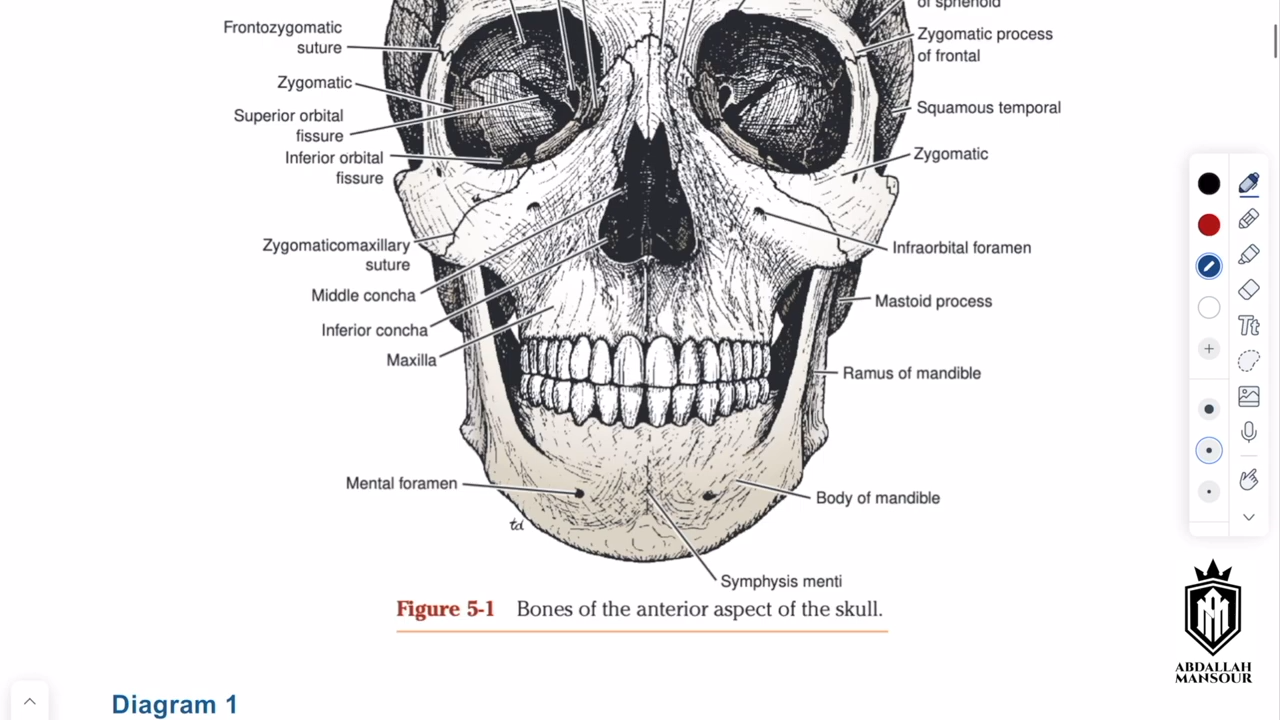 of sphenoid
Frontozygomatic
suture
Zygomatic process
of frontal
Zygomatic
Squamous temporal
Superior orbital
fissure
Inferior orbital
fissure
Zygomatic
Zygomaticomaxillary
suture
Infraorbital foramen
Middle concha
Mastoid process
Inferior concha
Maxilla
Ramus of mandible
Mental foramen
Body of mandible
td
Symphysis menti
Figure 5-1 Bones of the anterior aspect of the skull.
Diagram 1
Tt
ABDALLAH
MANSOUR